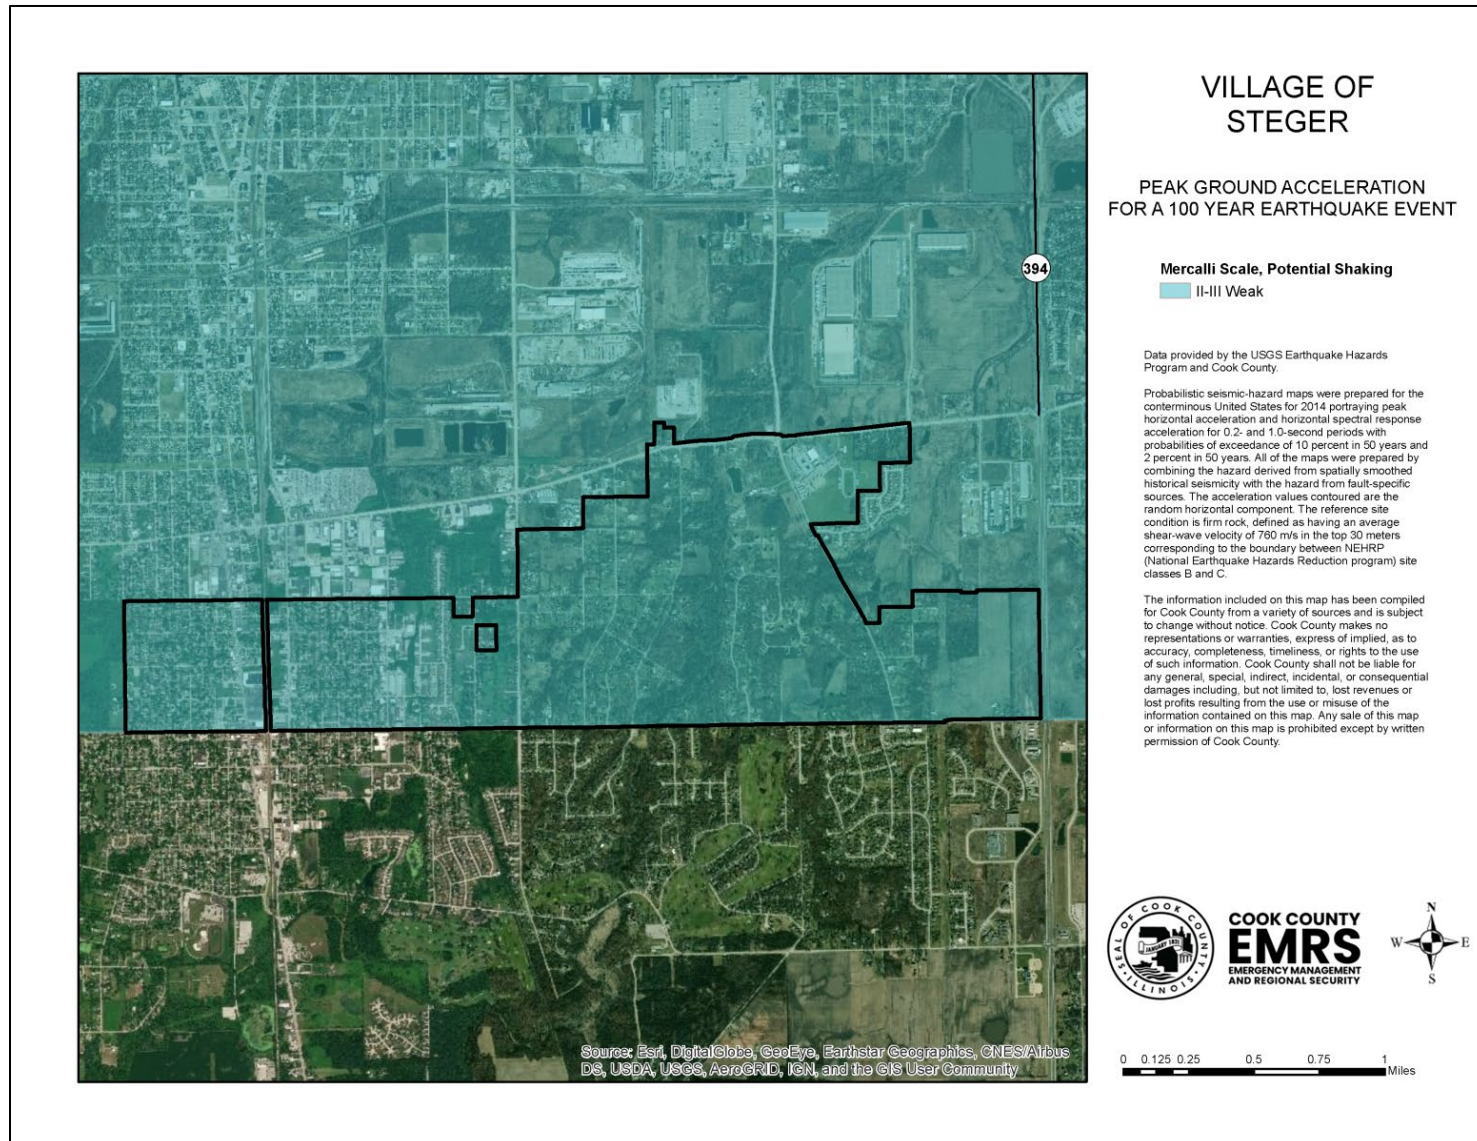 VILLAGE OF
STEGER
PEAK GROUND ACCELERATION
FOR A 100 YEAR EARTHQUAKE EVENT
Mercalli Scale, Potential Shaking
II-III Weak
394
Data provided by the USGS Earthquake Hazards
Program and Cook County.
Probabilistic seismic-hazard maps were prepared for the
conterminous United States for 2014 portraying peak
horizontal acceleration and horizontal spectral response
acceleration for 0.2- and 1.0-second periods with
probabilities of exceedance of 10 percent in 50 years and
2 percent in 50 years. All of the maps were prepared by
combining the hazard derived from spatially smoothed
historical seismicity with the hazard from fault-specific
sources. The acceleration values contoured are the
random horizontal component. The reference site
condition is firm rock, defined as having an average
shear-wave velocity of 760 m/s in the top 30 meters
corresponding to the boundary between NEHRP
(National Earthquake Hazards Reduction program) site
classes B and C.
The information included on this map has been compiled
for Cook County from a variety of sources and is subject
to change without notice. Cook County makes no
representations or warranties, express of implied, as to
accuracy, completeness, timeliness, or rights to the use
of such information. Cook County shall not be liable for
any general, special, indirect, incidental, or consequential
damages including, but not limited to, lost revenues or
lost profits resulting from the use or misuse of the
information contained on this map. Any sale of this map
or information on this map is prohibited except by written
permission of Cook County.
SEAL OF COOK COUNTY
JANUARY 1831
ILLINOIS
COOK COUNTY
EMRS
EMERGENCY MANAGEMENT
AND REGIONAL SECURITY
N
W E
S
Source: Esri, DigitalGlobe, GeoEye, Earthstar Geographics, CNES/Airbus
DS, USDA, USGS, AeroGRID, IGN, and the GIS User Community
0 0.125 0.25 0.5 0.75 1
Miles